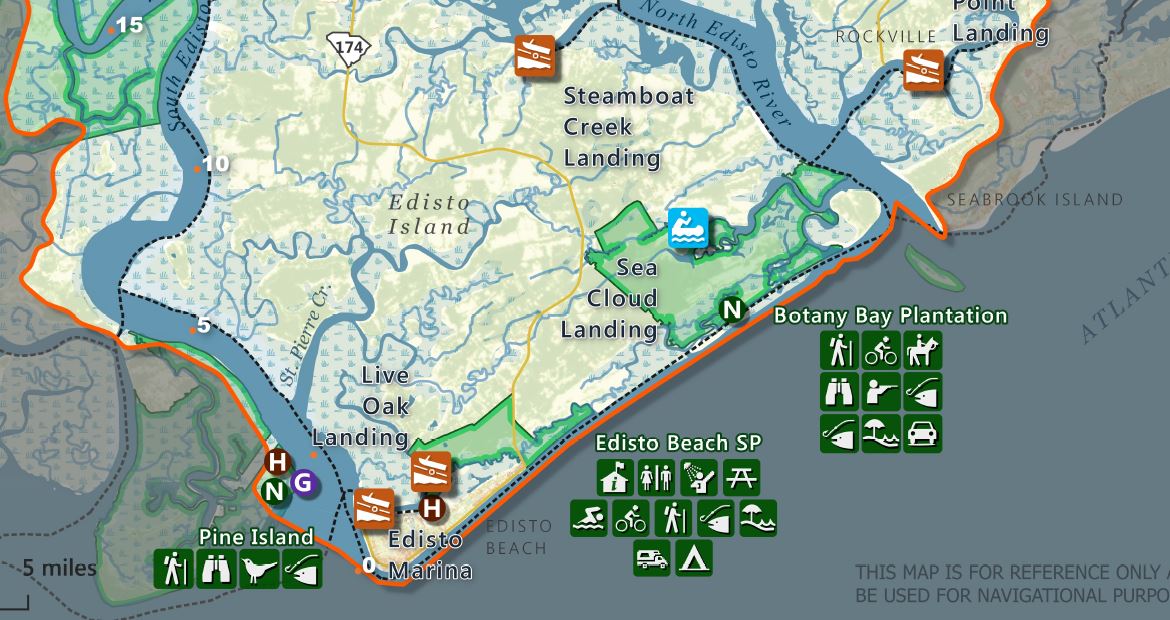 15
South Edisto
174
North Edisto River
Point
Landing
ROCKVILLE
Steamboat
Creek
Landing
10
Edisto
Island
SEABROOK ISLAND
Sea
Cloud
Landing
N
Botany Bay Plantation
ATLANT
5
St. Pierre Cr.
Live
Oak
Landing
Edisto Beach SP
H
N
G
H
EDISTO
BEACH
Pine Island
Edisto
Marina
0
5 miles
THIS MAP IS FOR REFERENCE ONLY
BE USED FOR NAVIGATIONAL PURPO